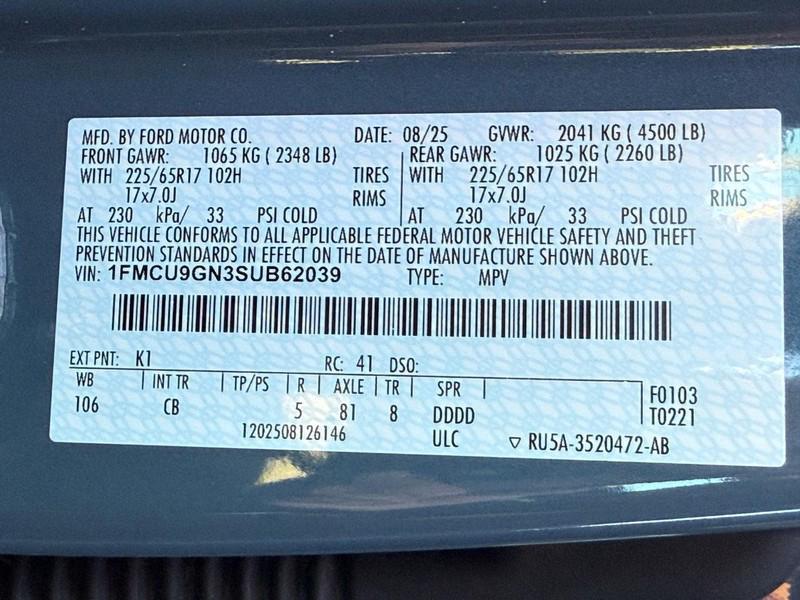 MFD. BY FORD MOTOR CO. DATE: 08/25 GVWR: 2041 KG ( 4500 LB)
FRONT GAWR: 1065 KG ( 2348 LB) REAR GAWR: 1025 KG ( 2260 LB)
WITH 225/65R17 102H TIRES WITH 225/65R17 102H TIRES
17x7.0J RIMS 17x7.0J RIMS
AT 230 kPa/ 33 PSI COLD AT 230 kPa/ 33 PSI COLD
THIS VEHICLE CONFORMS TO ALL APPLICABLE FEDERAL MOTOR VEHICLE SAFETY AND THEFT
PREVENTION STANDARDS IN EFFECT ON THE DATE OF MANUFACTURE SHOWN ABOVE.
VIN: 1FMCU9GN3SUB62039 TYPE: MPV
EXT PNT: K1 RC: 41 DSO:
WB INT TR TP/PS R AXLE TR SPR F0103
106 CB 5 81 8 DDDD T0221
1202508126146 ULC ▽ RU5A-3520472-AB